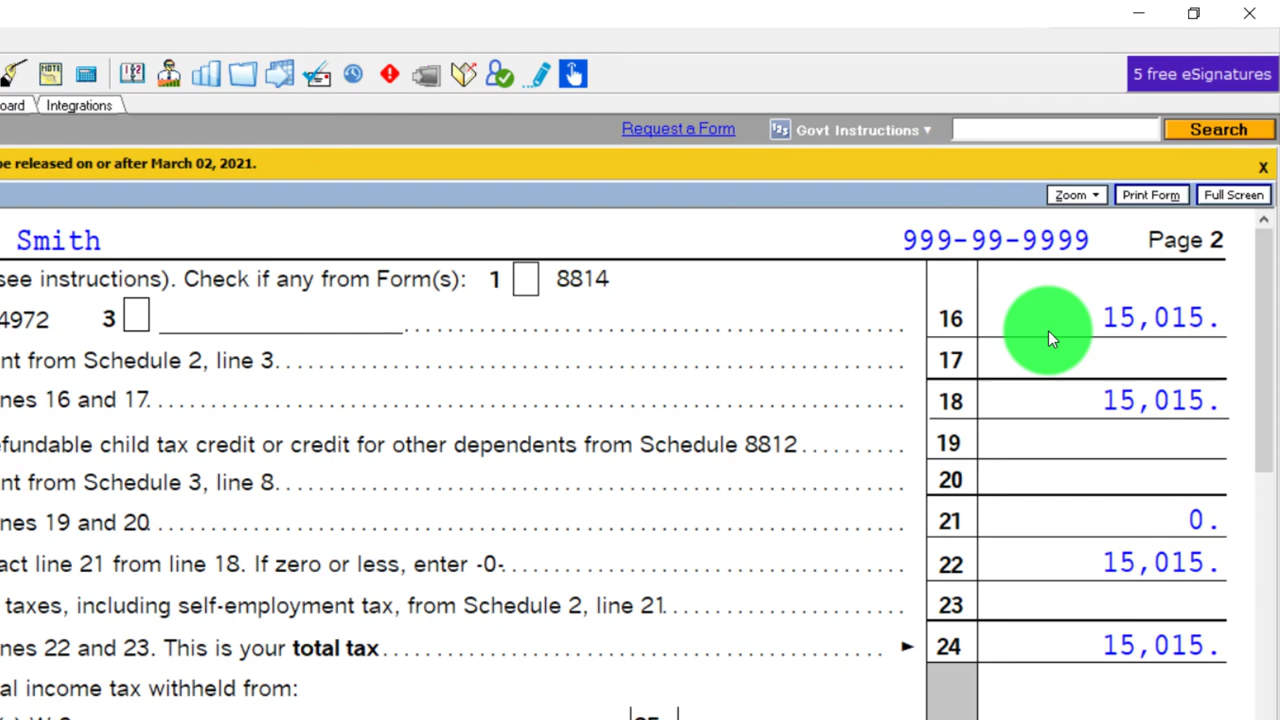 NOTE
5 free eSignatures
oard Integrations
Request a Form 123 Govt Instructions Search
be released on or after March 02, 2021. X
Zoom Print Form Full Screen
Smith 999-99-9999 Page 2
see instructions). Check if any from Form(s): 1 8814
4972 3 16 15,015.
nt from Schedule 2, line 3 17
nes 16 and 17 18 15,015.
efundable child tax credit or credit for other dependents from Schedule 8812 19
nt from Schedule 3, line 8 20
nes 19 and 20 21 0.
act line 21 from line 18. If zero or less, enter -0- 22 15,015.
taxes, including self-employment tax, from Schedule 2, line 21 23
nes 22 and 23. This is your total tax 24 15,015.
al income tax withheld from: